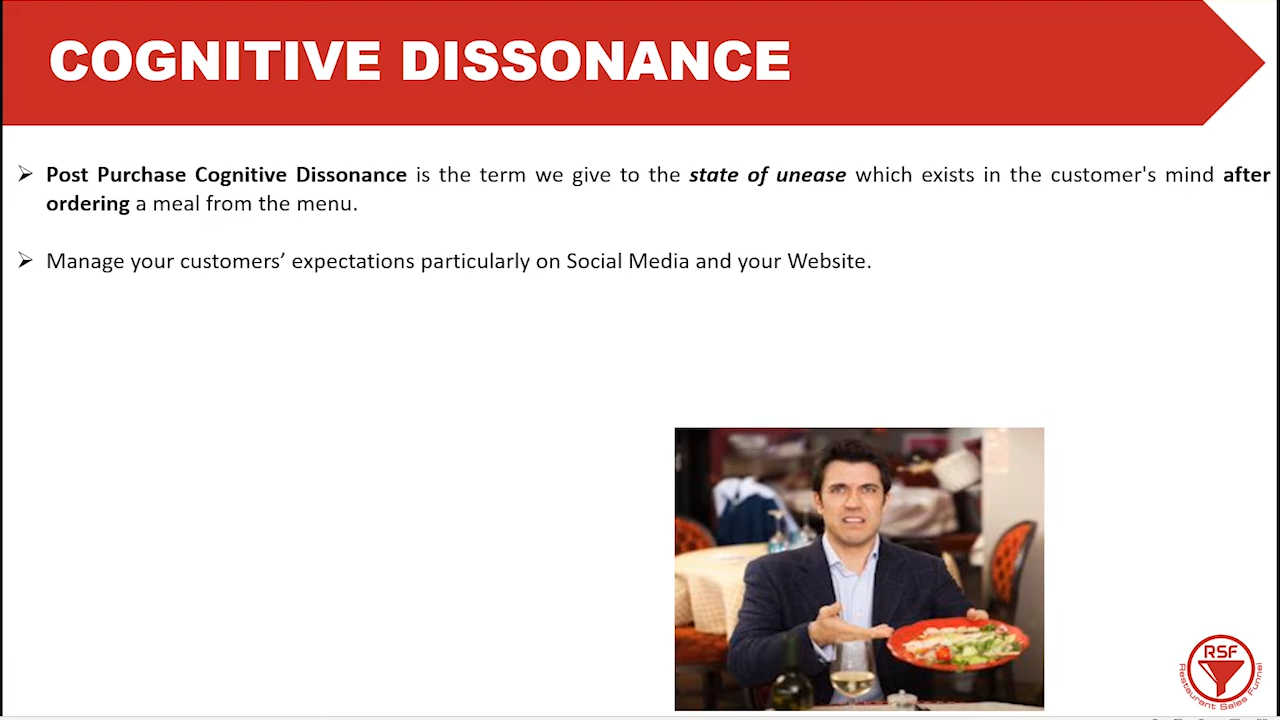 COGNITIVE DISSONANCE
Post Purchase Cognitive Dissonance is the term we give to the state of unease which exists in the customer's mind after
ordering a meal from the menu.
Manage your customers’ expectations particularly on Social Media and your Website.
RSF
Restaurant Sales Funnel